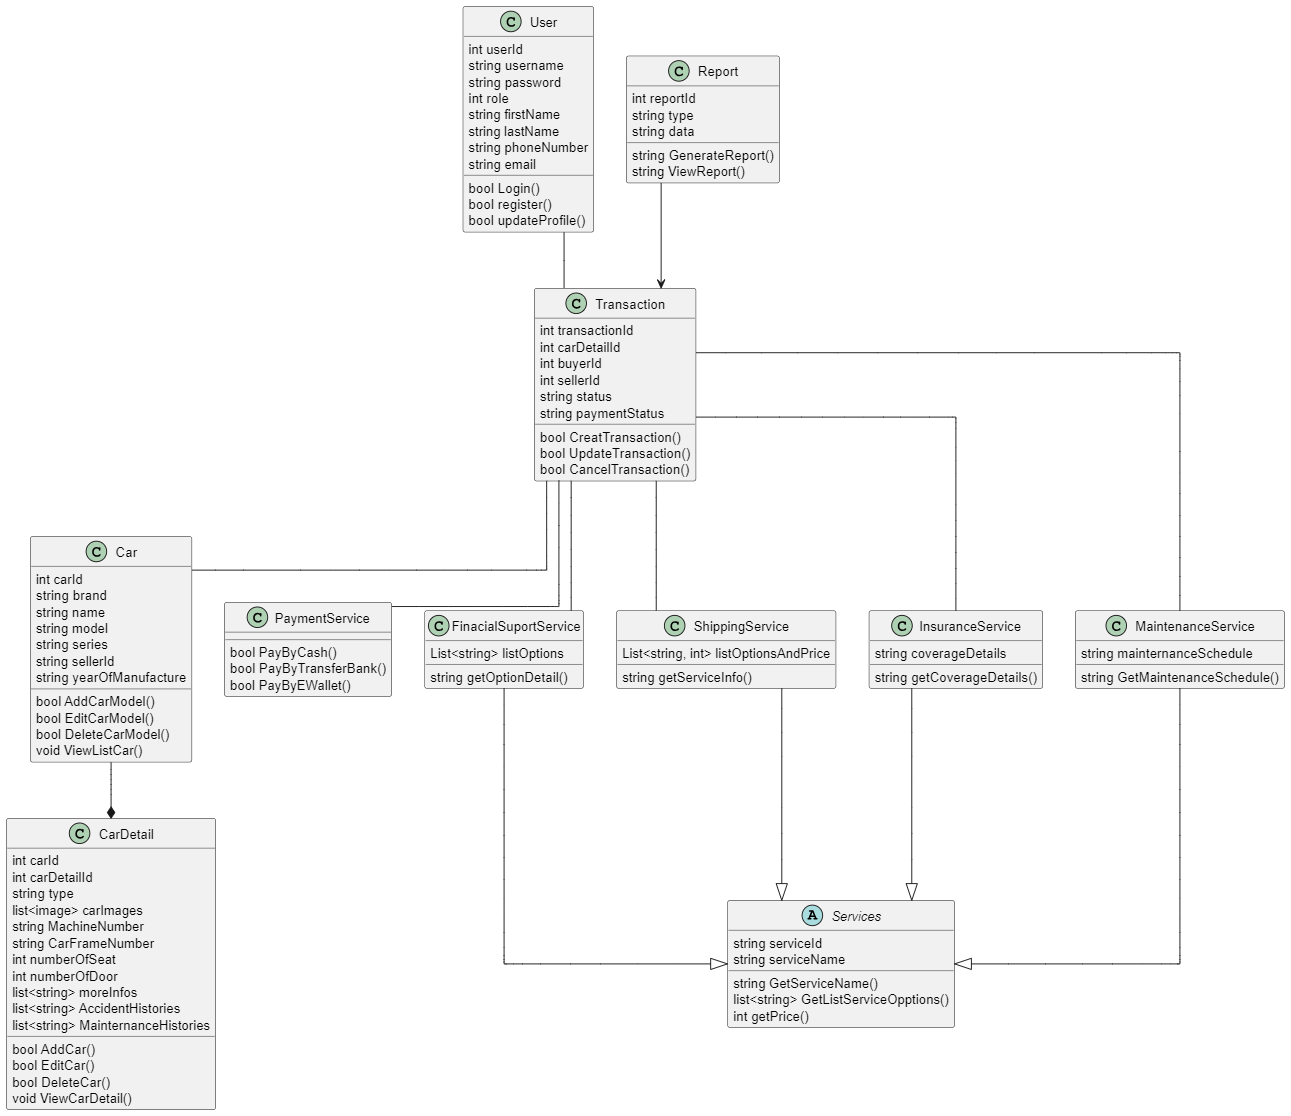 C User
int userId
string username
string password
int role
string firstName
string lastName
string phoneNumber
string email
bool Login()
bool register()
bool updateProfile()
C Report
int reportId
string type
string data
string GenerateReport()
string ViewReport()
C Transaction
int transactionId
int carDetailId
int buyerId
int sellerId
string status
string paymentStatus
bool CreatTransaction()
bool UpdateTransaction()
bool CancelTransaction()
C Car
int carId
string brand
string name
string model
string series
string sellerId
string yearOfManufacture
bool AddCarModel()
bool EditCarModel()
bool DeleteCarModel()
void ViewListCar()
C PaymentService
bool PayByCash()
bool PayByTransferBank()
bool PayByEWallet()
C FinacialSuportService
List<string> listOptions
string getOptionDetail()
C ShippingService
List<string, int> listOptionsAndPrice
string getServiceInfo()
C InsuranceService
string coverageDetails
string getCoverageDetails()
C MaintenanceService
string mainternanceSchedule
string GetMaintenanceSchedule()
C CarDetail
int carId
int carDetailId
string type
list<image> carImages
string MachineNumber
string CarFrameNumber
int numberOfSeat
int numberOfDoor
list<string> moreInfos
list<string> AccidentHistories
list<string> MainternanceHistories
bool AddCar()
bool EditCar()
bool DeleteCar()
void ViewCarDetail()
A Services
string serviceId
string serviceName
string GetServiceName()
list<string> GetListServiceOpptions()
int getPrice()